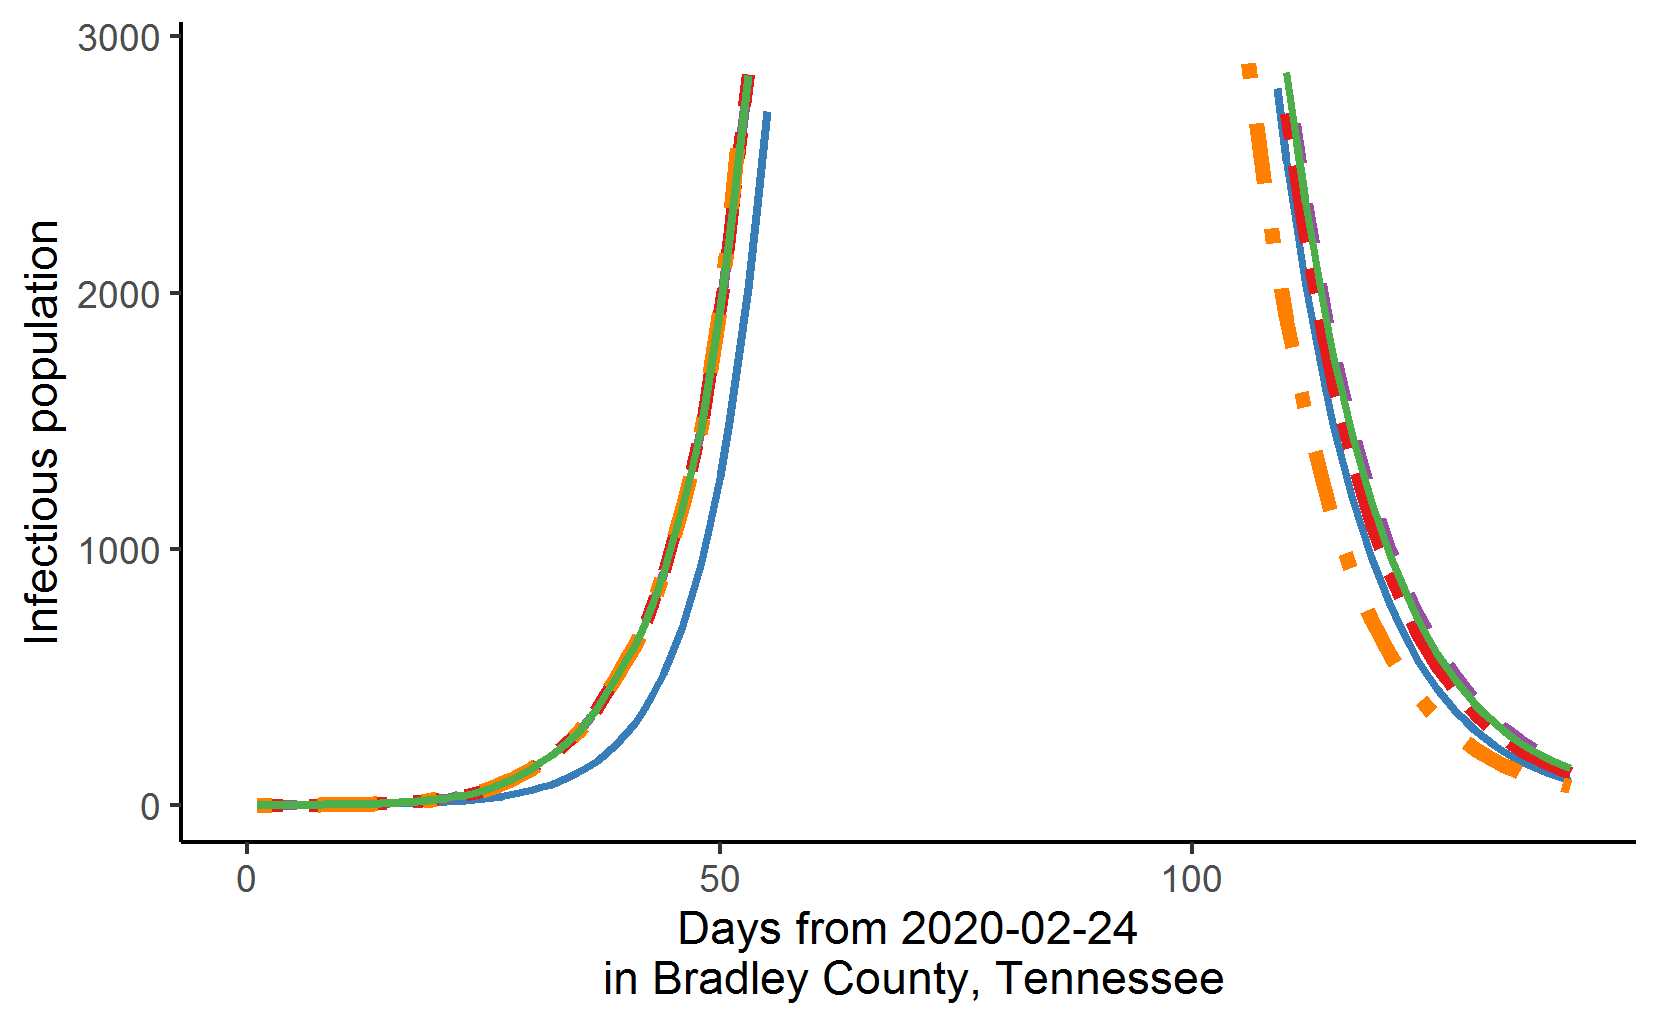 3000
2000
1000
0
Infectious population
0 50 100
Days from 2020-02-24
in Bradley County, Tennessee